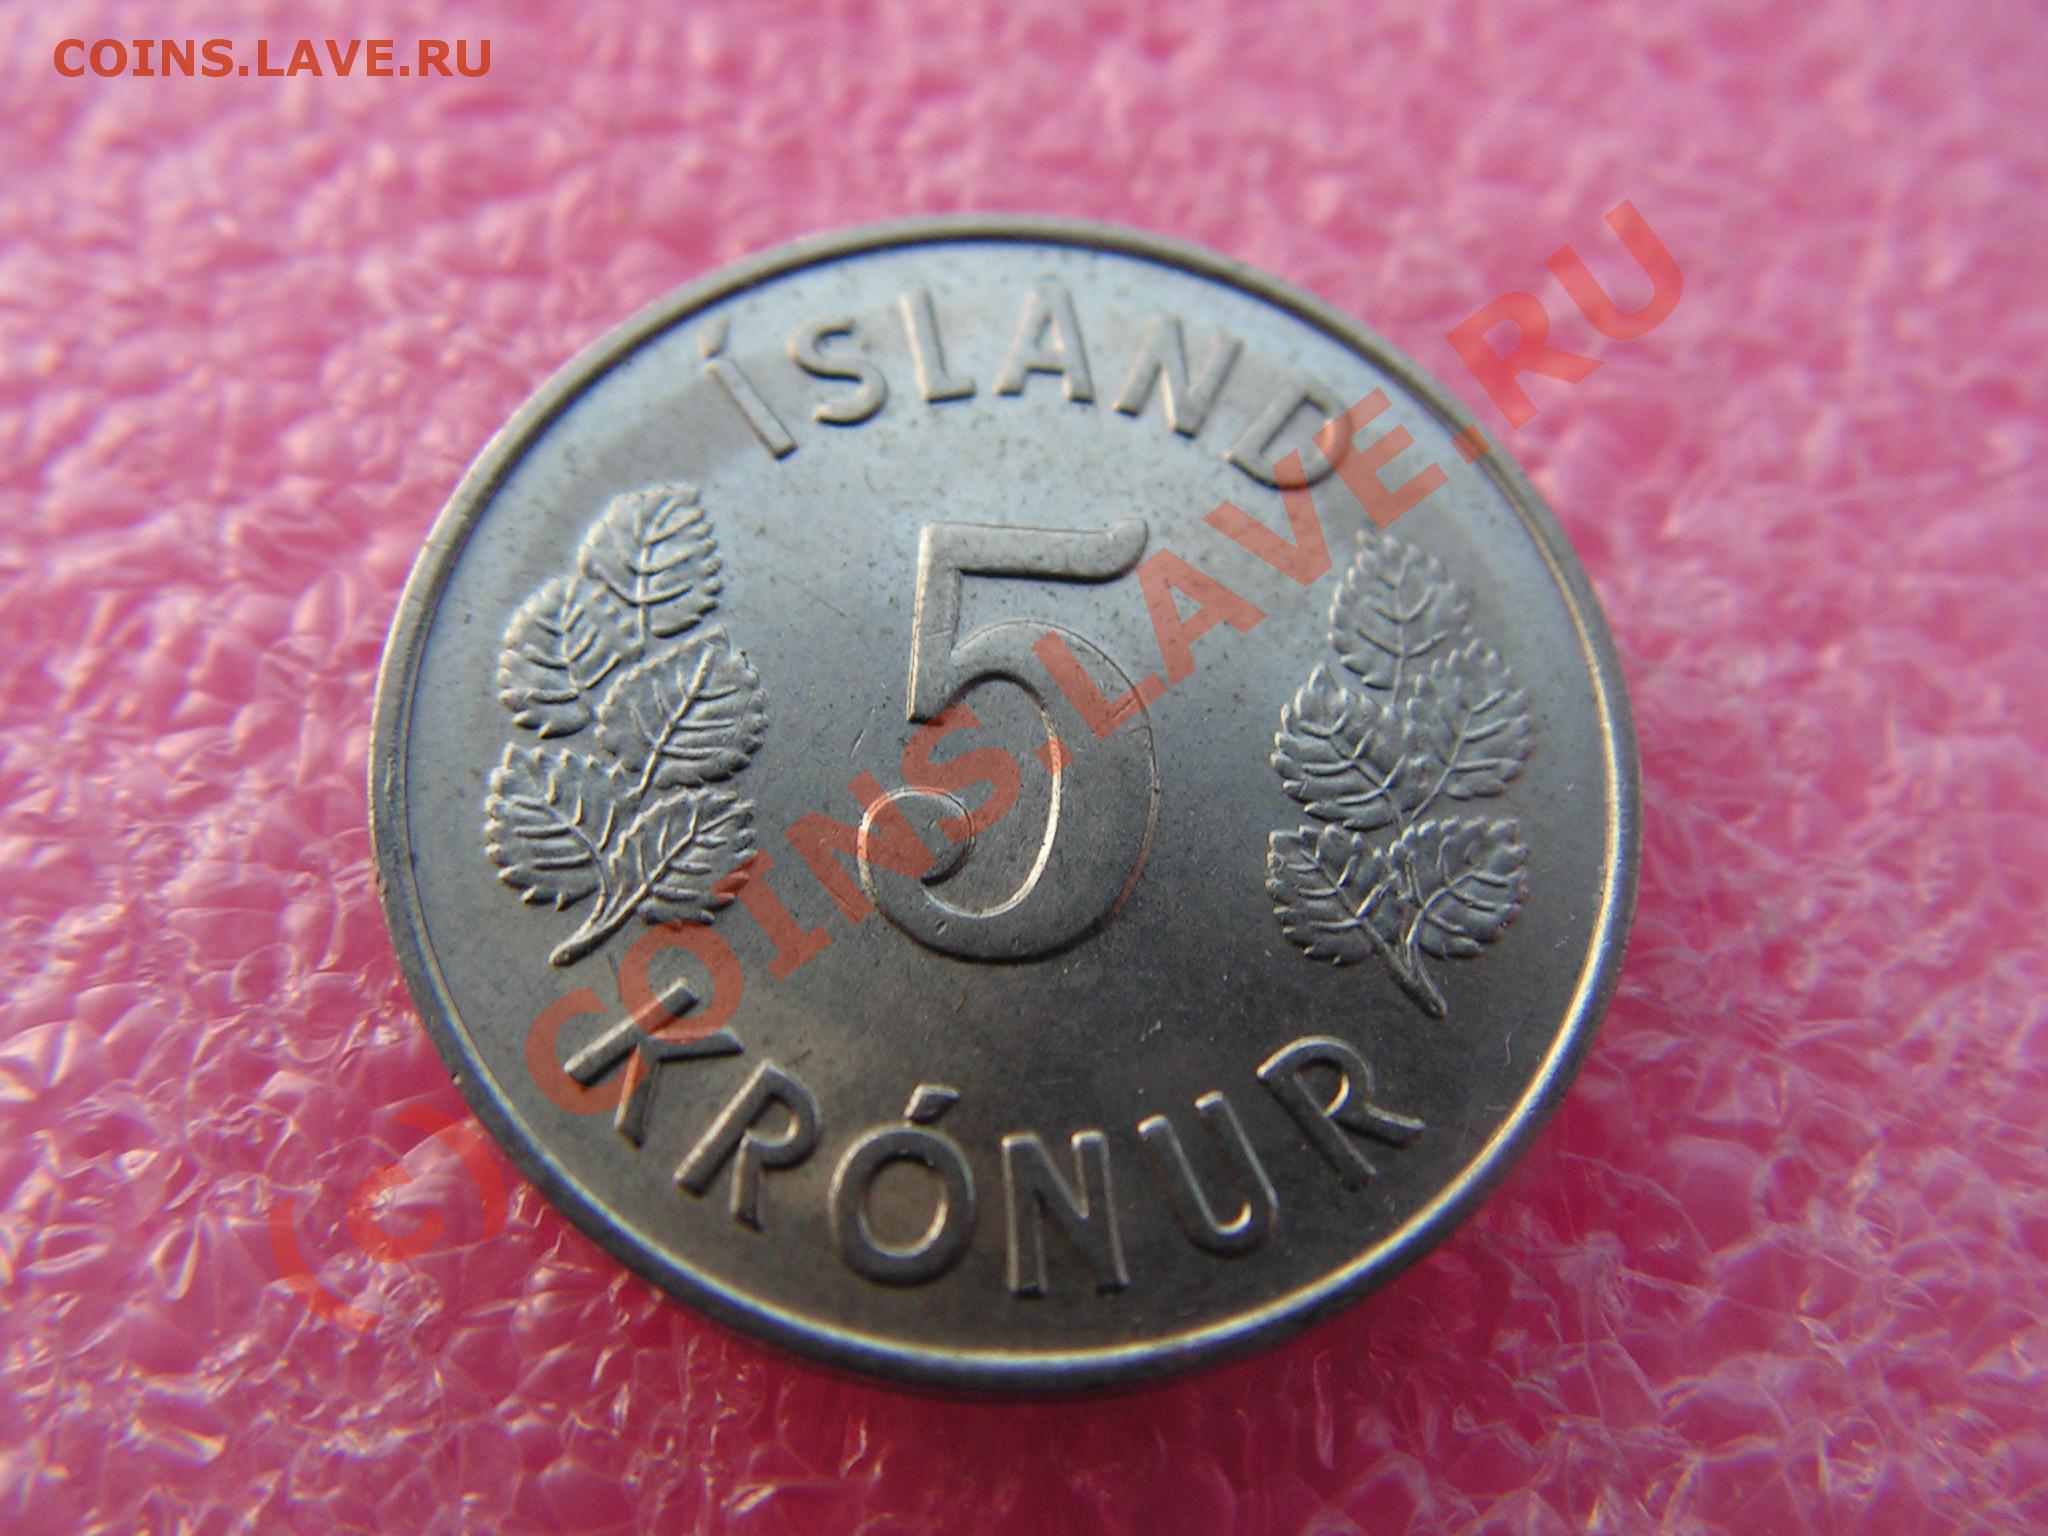 COINS.LAVE.RU
ÍSLAND
5
KRÓNUR
(c) COINS.LAVE.RU